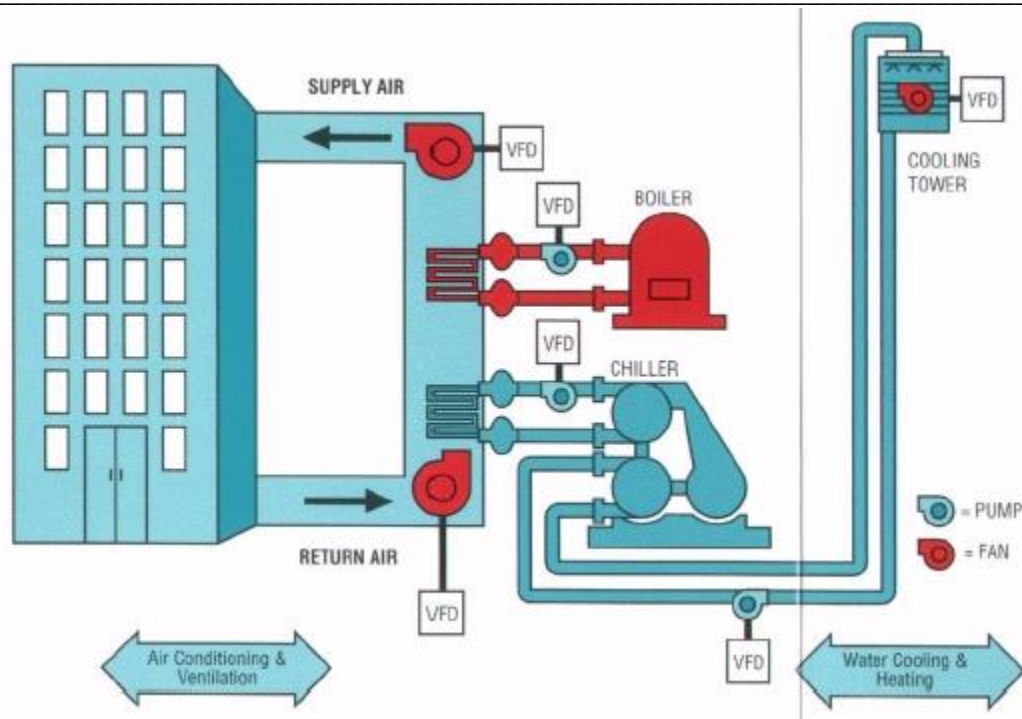 SUPPLY AIR
VFD
VFD
COOLING
TOWER
VFD
BOILER
VFD
CHILLER
= PUMP
= FAN
RETURN AIR
VFD
VFD
Air Conditioning &
Ventilation
Water Cooling &
Heating